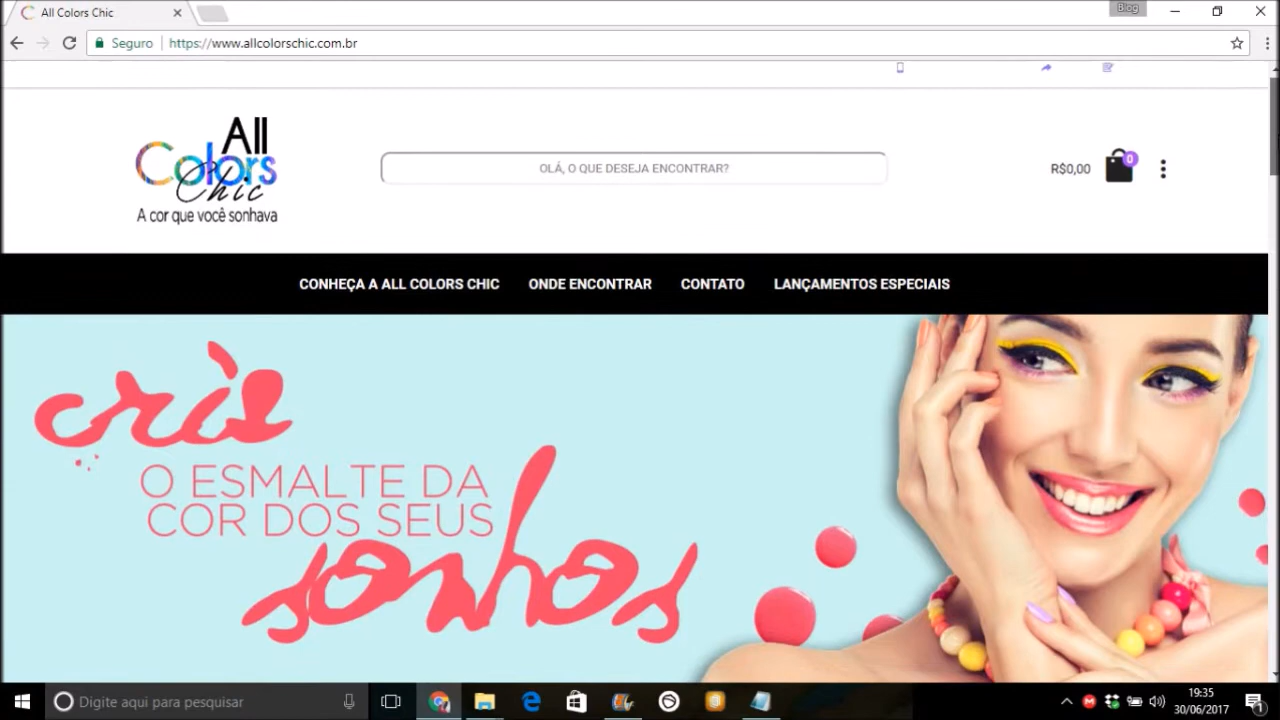 All Colors Chic
Blog
Seguro
https://www.allcolorschic.com.br
All
Colors
Chic
A cor que você sonhava
OLÁ, O QUE DESEJA ENCONTRAR?
R$0,00
0
CONHEÇA A ALL COLORS CHIC
ONDE ENCONTRAR
CONTATO
LANÇAMENTOS ESPECIAIS
cris
O ESMALTE DA
COR DOS SEUS
sonhos
Digite aqui para pesquisar
19:35
30/06/2017
1